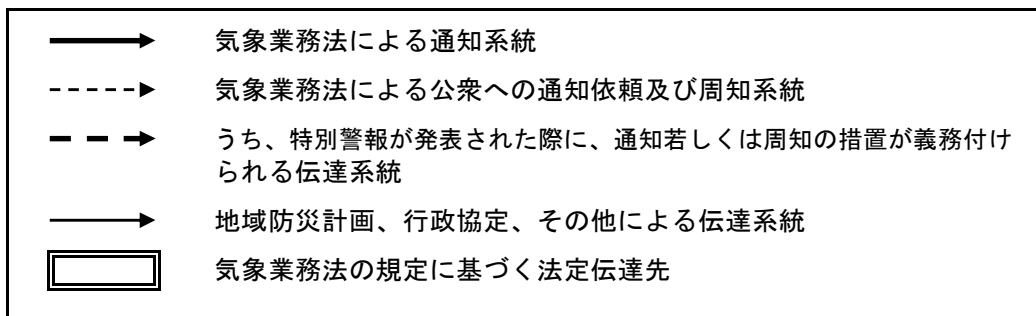 気象業務法による通知系統
気象業務法による公衆への通知依頼及び周知系統
うち、特別警報が発表された際に、通知若しくは周知の措置が義務付け
られる伝達系統
地域防災計画、行政協定、その他による伝達系統
気象業務法の規定に基づく法定伝達先